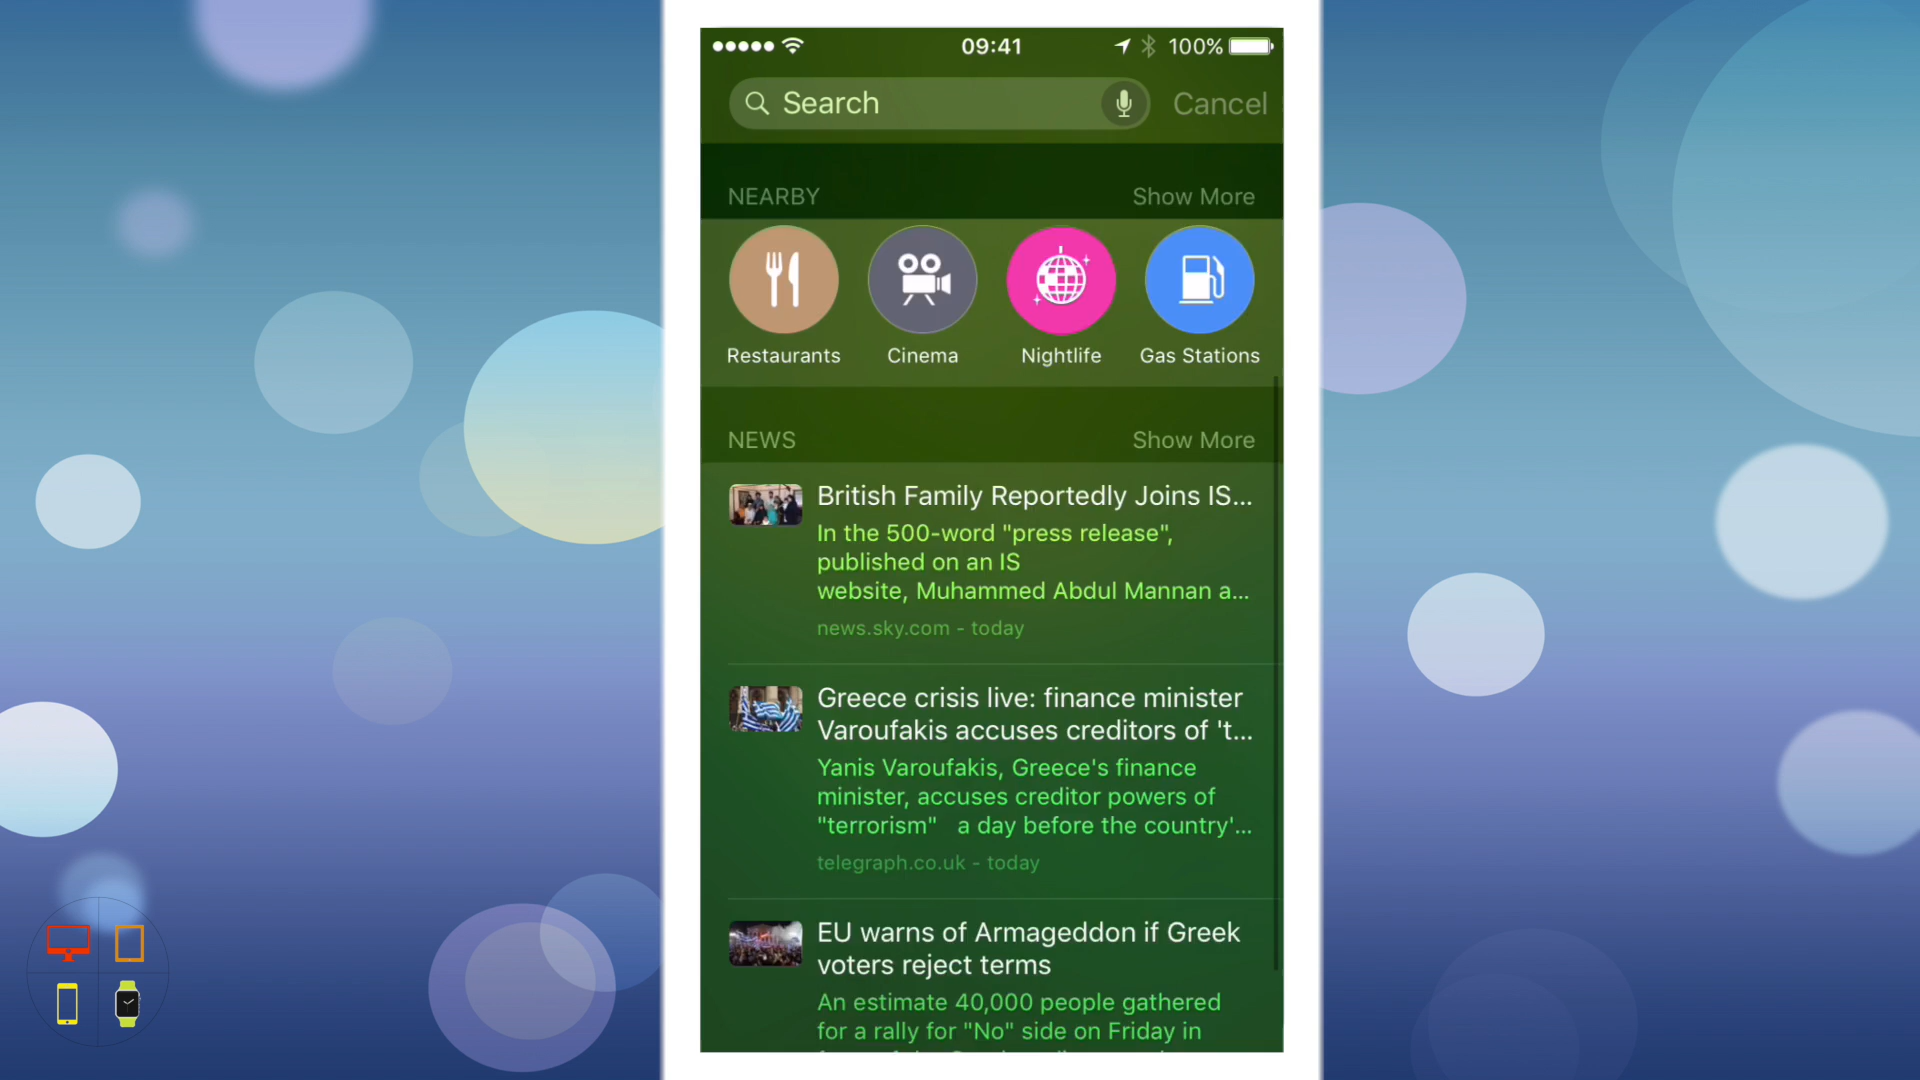 09:41
100%
Search
Cancel
NEARBY
Show More
Restaurants
Cinema
Nightlife
Gas Stations
NEWS
Show More
British Family Reportedly Joins IS...
In the 500-word "press release",
published on an IS
website, Muhammed Abdul Mannan a...
news.sky.com - today
Greece crisis live: finance minister
Varoufakis accuses creditors of 't...
Yanis Varoufakis, Greece's finance
minister, accuses creditor powers of
"terrorism" a day before the country'...
telegraph.co.uk - today
EU warns of Armageddon if Greek
voters reject terms
An estimate 40,000 people gathered
for a rally for "No" side on Friday in